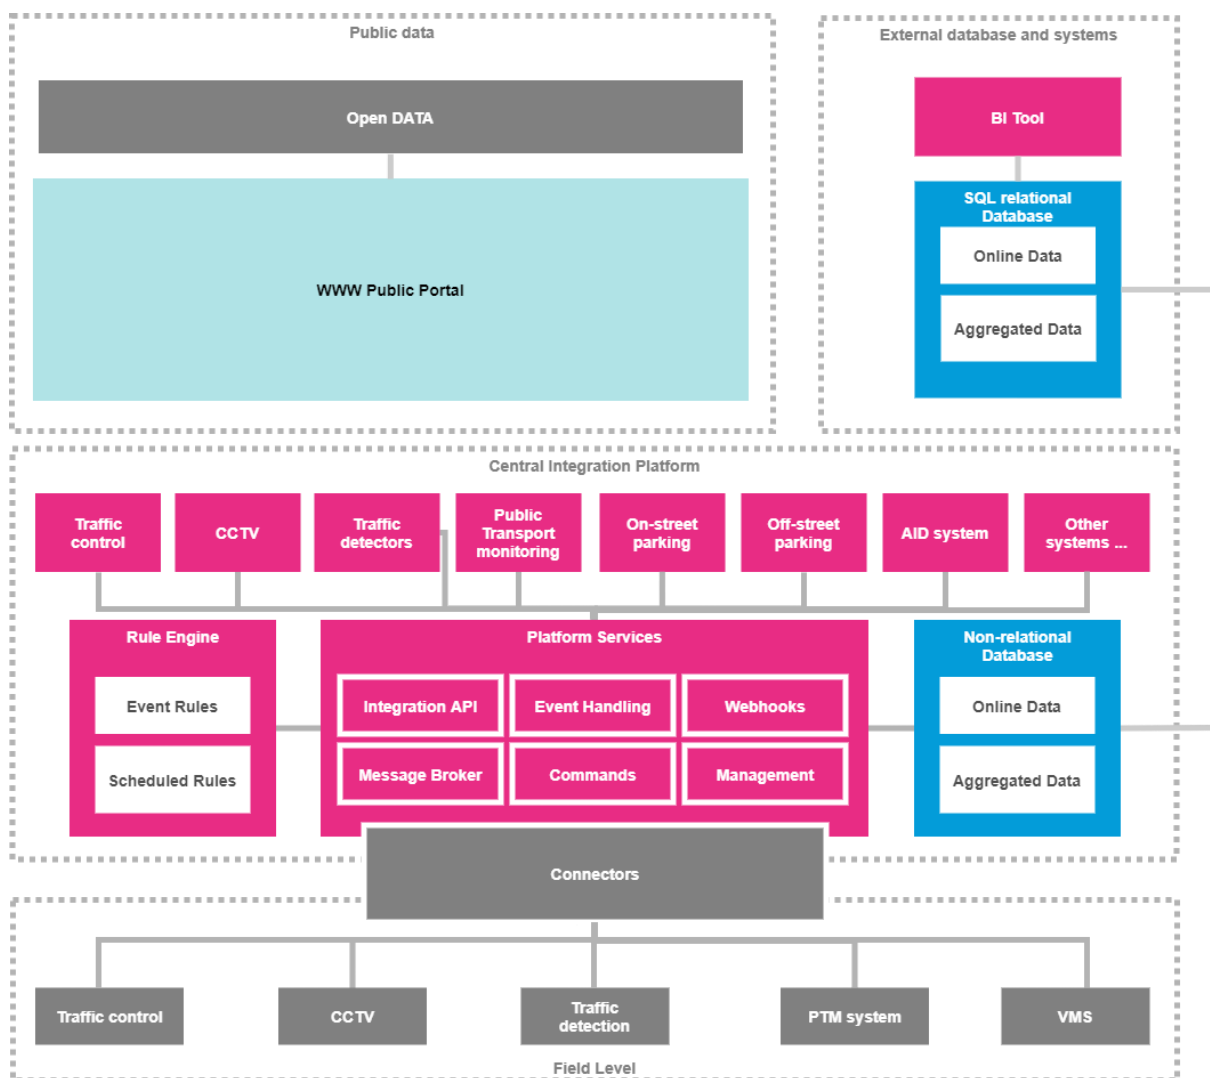 Public data
Open DATA
WWW Public Portal
External database and systems
BI Tool
SQL relational
Database
Online Data
Aggregated Data
Central Integration Platform
Traffic
control
CCTV
Traffic
detectors
Public
Transport
monitoring
On-street
parking
Off-street
parking
AID system
Other
systems ...
Rule Engine
Event Rules
Scheduled Rules
Platform Services
Integration API
Event Handling
Webhooks
Message Broker
Commands
Management
Non-relational
Database
Online Data
Aggregated Data
Connectors
Traffic control
CCTV
Traffic
detection
PTM system
VMS
Field Level